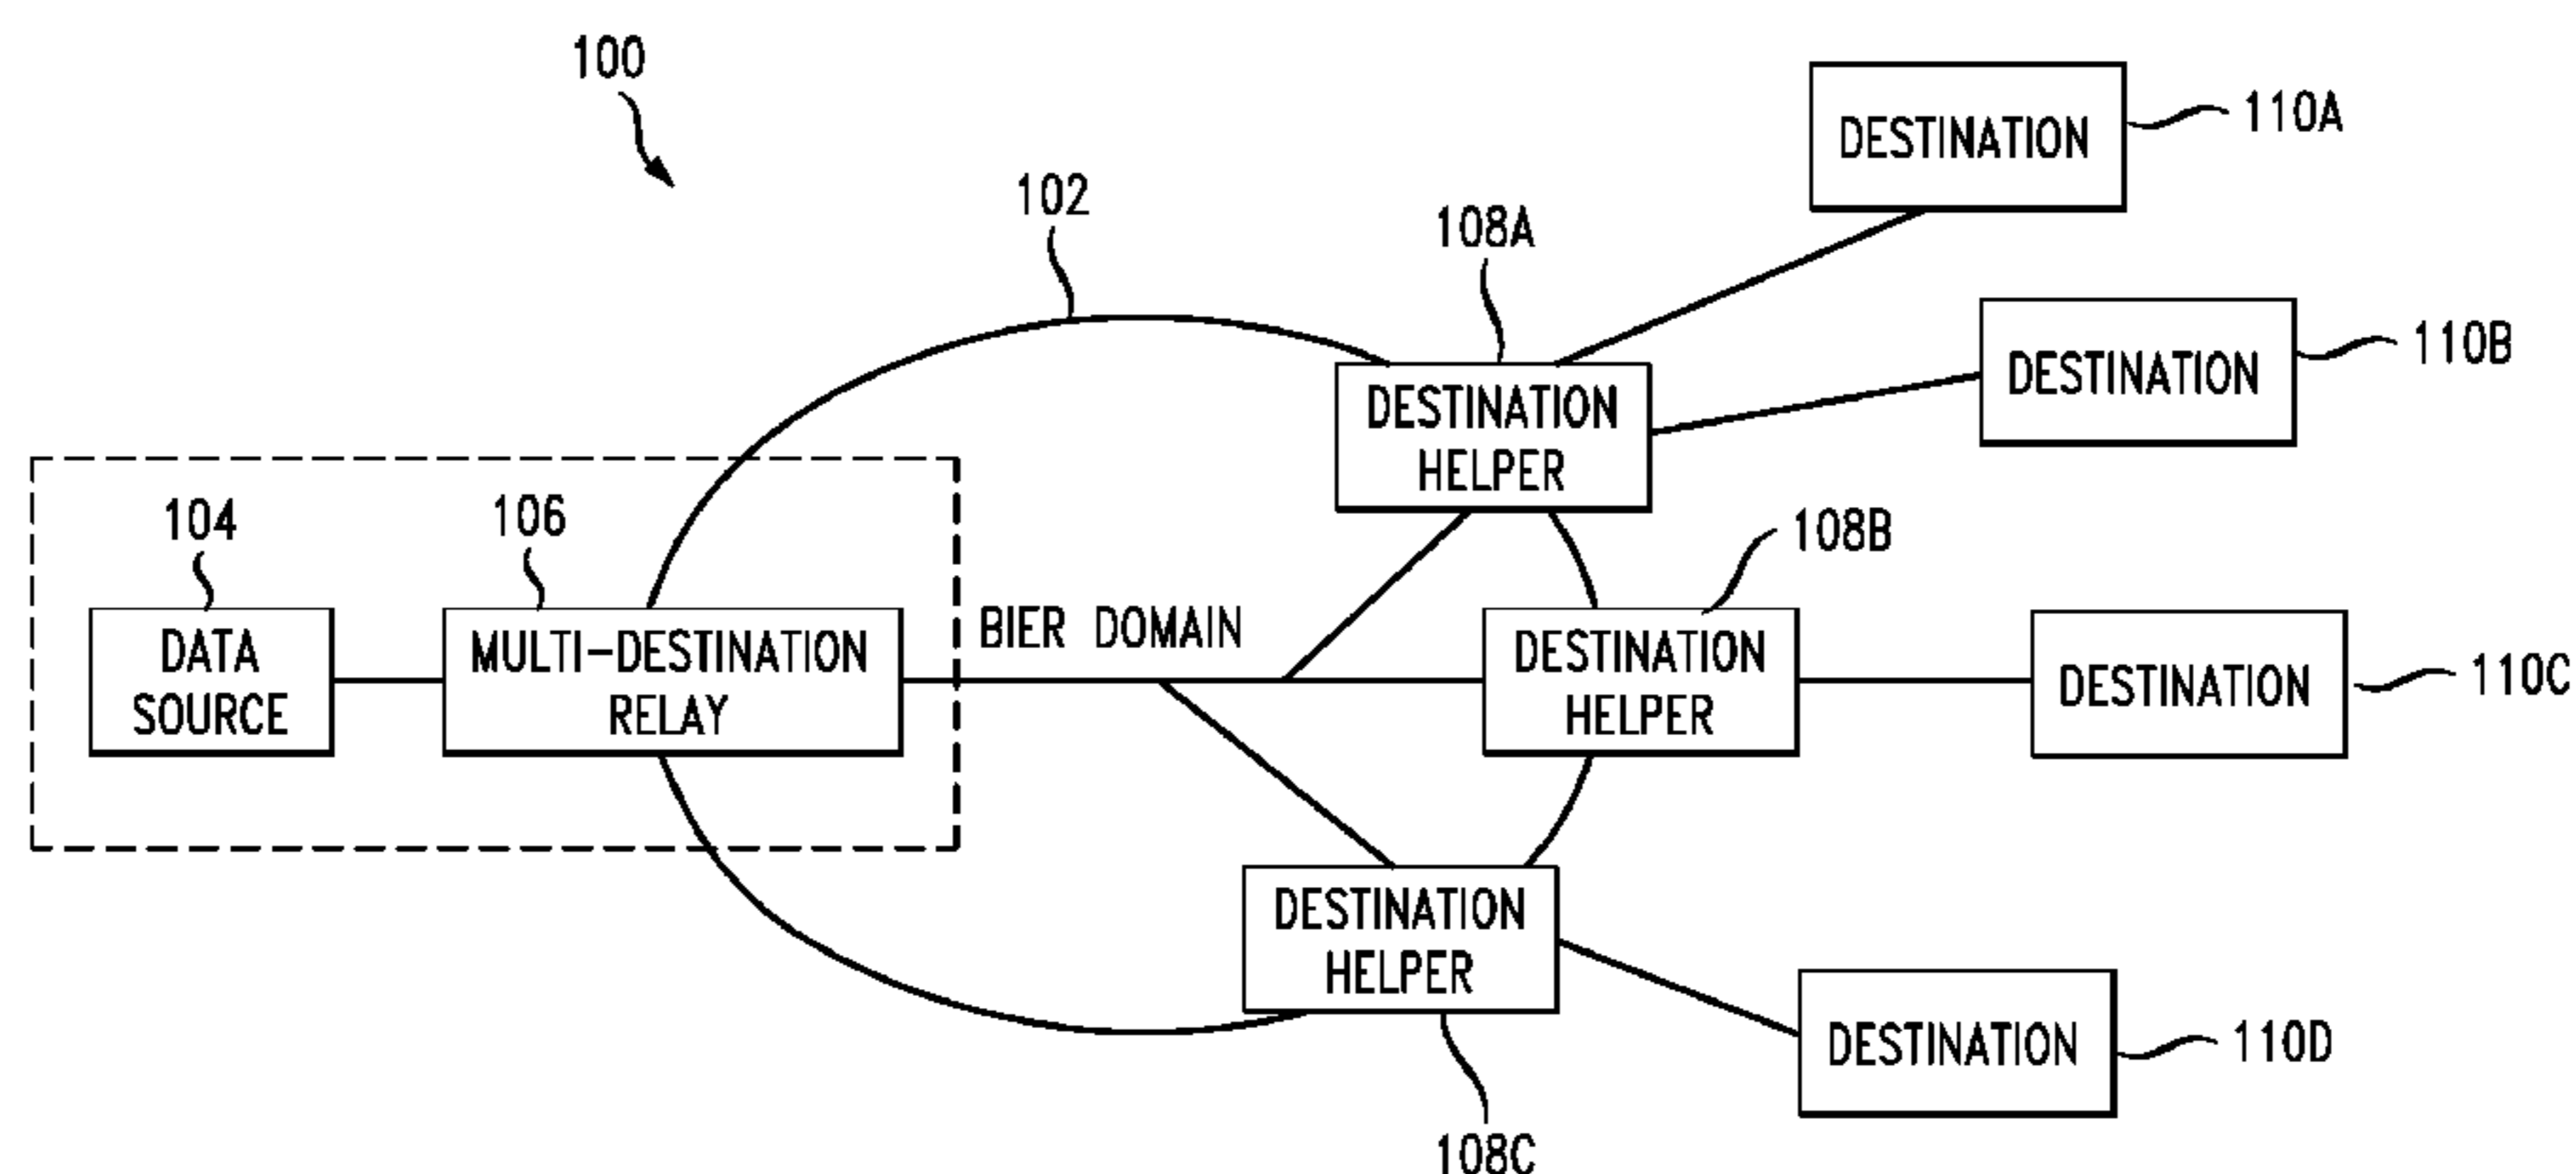 100
102
108A
DESTINATION
110A
DESTINATION
110B
DESTINATION
HELPER
104
106
108B
DATA
SOURCE
MULTI-DESTINATION
RELAY
BIER DOMAIN
DESTINATION
HELPER
DESTINATION
110C
DESTINATION
HELPER
108C
DESTINATION
110D